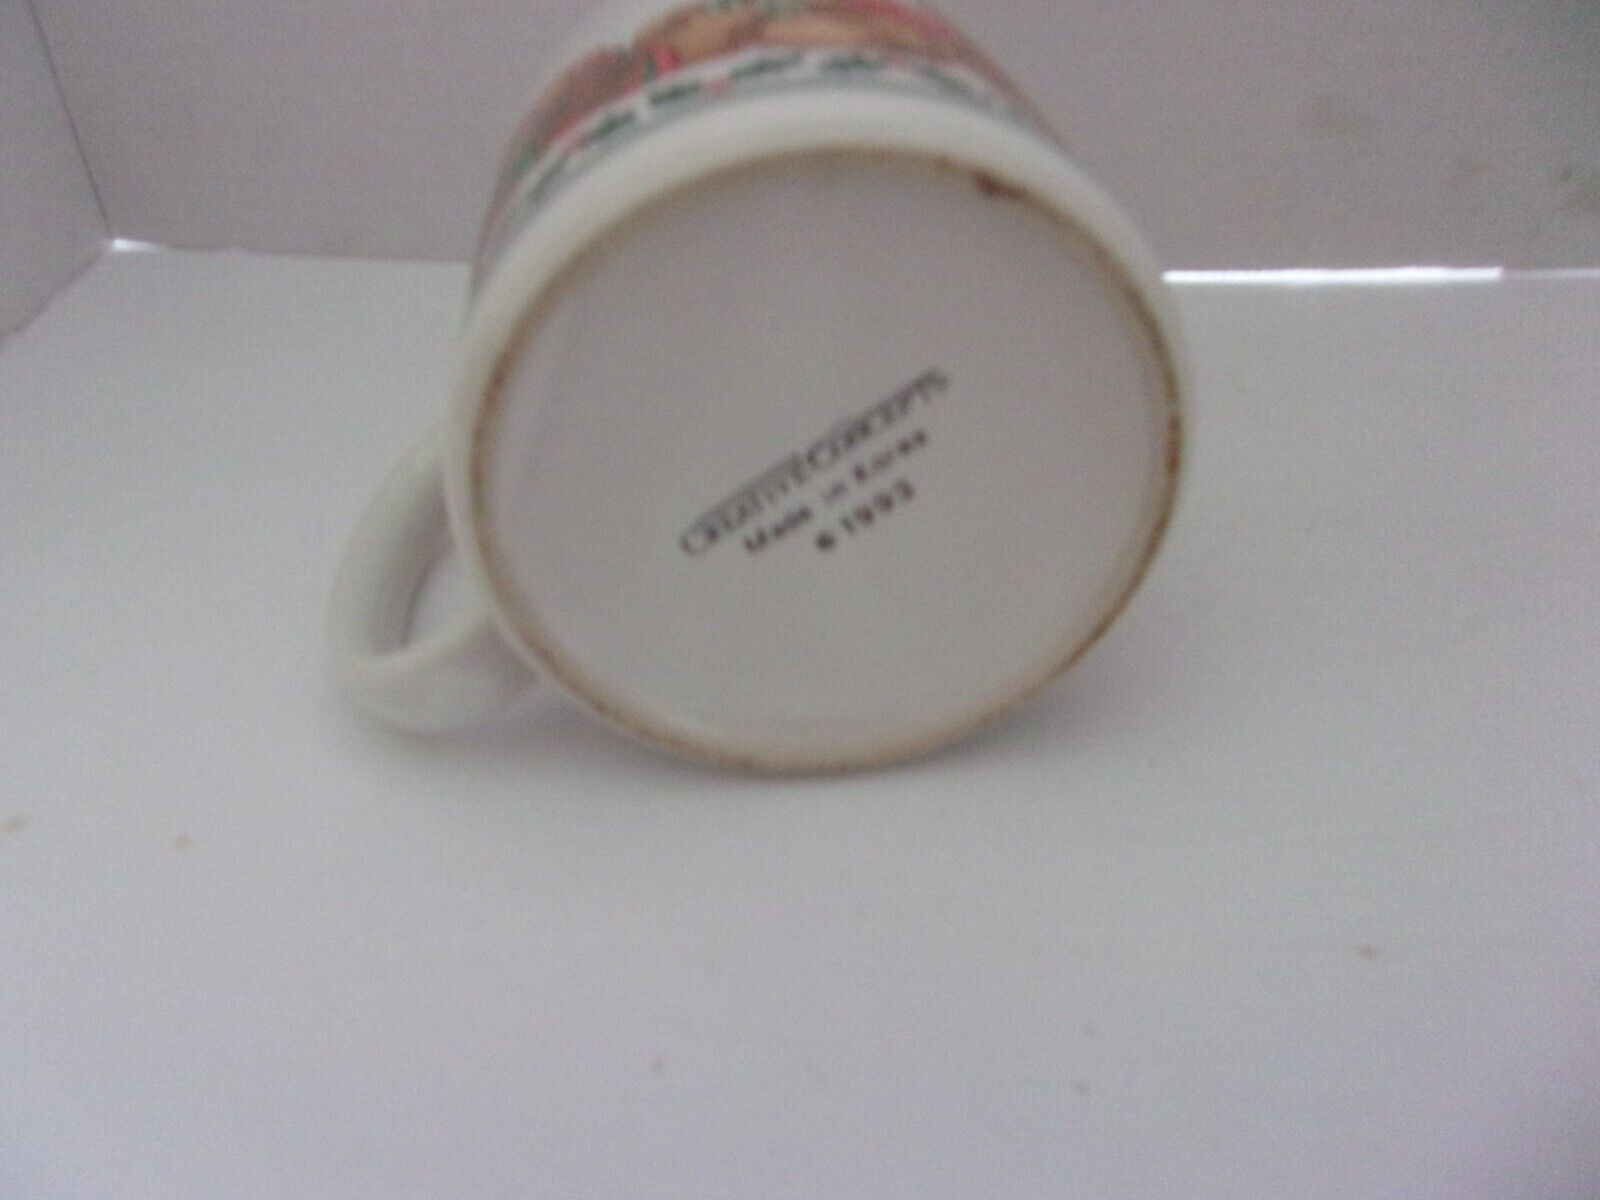 CREATIVE CONCEPTS
Made in Korea
© 1993